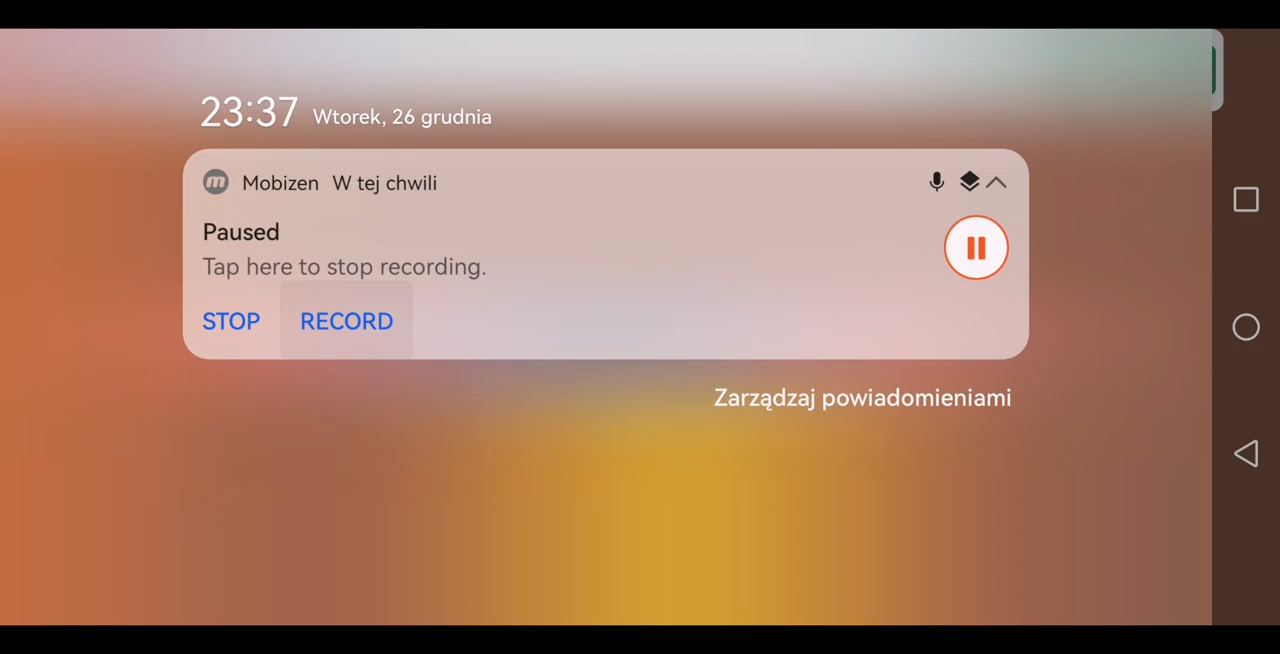 23:37 Wtorek, 26 grudnia
m Mobizen W tej chwili
Paused
Tap here to stop recording.
STOP RECORD
Zarządzaj powiadomieniami